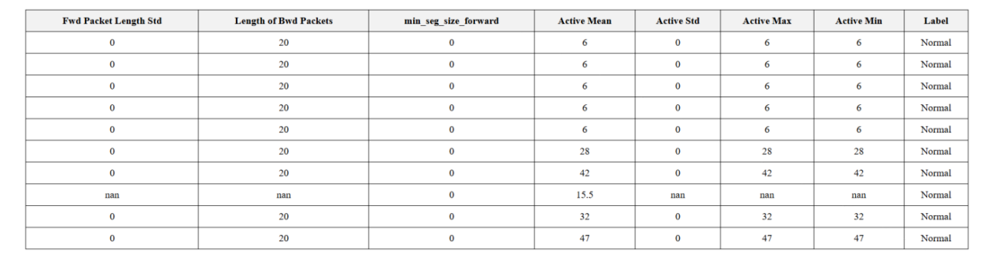 Fwd Packet Length Std Length of Bwd Packets min_seg_size_forward Active Mean Active Std Active Max Active Min Label
0 20 0 6 0 6 6 Normal
0 20 0 6 0 6 6 Normal
0 20 0 6 0 6 6 Normal
0 20 0 6 0 6 6 Normal
0 20 0 6 0 6 6 Normal
0 20 0 28 0 28 28 Normal
0 20 0 42 0 42 42 Normal
nan nan 0 15.5 nan nan nan Normal
0 20 0 32 0 32 32 Normal
0 20 0 47 0 47 47 Normal